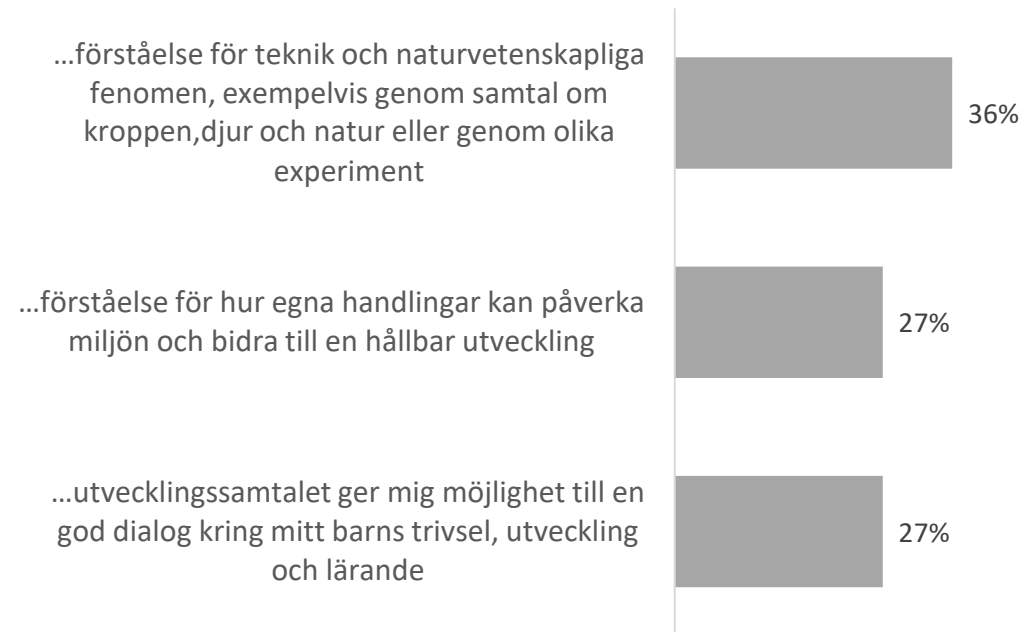 …förståelse för teknik och naturvetenskapliga
fenomen, exempelvis genom samtal om
kroppen,djur och natur eller genom olika
experiment
36%
…förståelse för hur egna handlingar kan påverka
miljön och bidra till en hållbar utveckling
27%
…utvecklingssamtalet ger mig möjlighet till en
god dialog kring mitt barns trivsel, utveckling
och lärande
27%